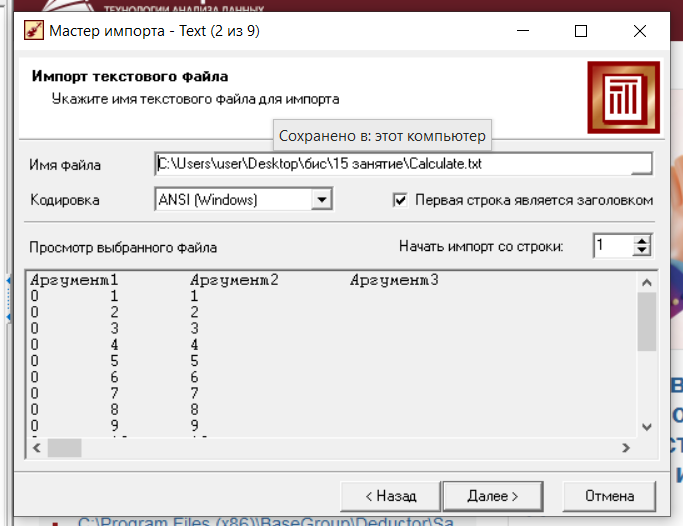 ТЕХНОЛОГИИ АНАЛИЗА ДАННЫХ
Мастер импорта - Text (2 из 9)
Импорт текстового файла
Укажите имя текстового файла для импорта
Сохранено в: этот компьютер
Имя файла C:\Users\user\Desktop\бис\15 занятие\Calculate.txt
Кодировка ANSI (Windows) Первая строка является заголовком
Просмотр выбранного файла Начать импорт со строки: 1
Аргумент1 Аргумент2 Аргумент3
0 1 1
0 2 2
0 3 3
0 4 4
0 5 5
0 6 6
0 7 7
0 8 8
0 9 9
< Назад Далее > Отмена
C:\Program Files (x86)\BaseGroup\Deductor\Sa